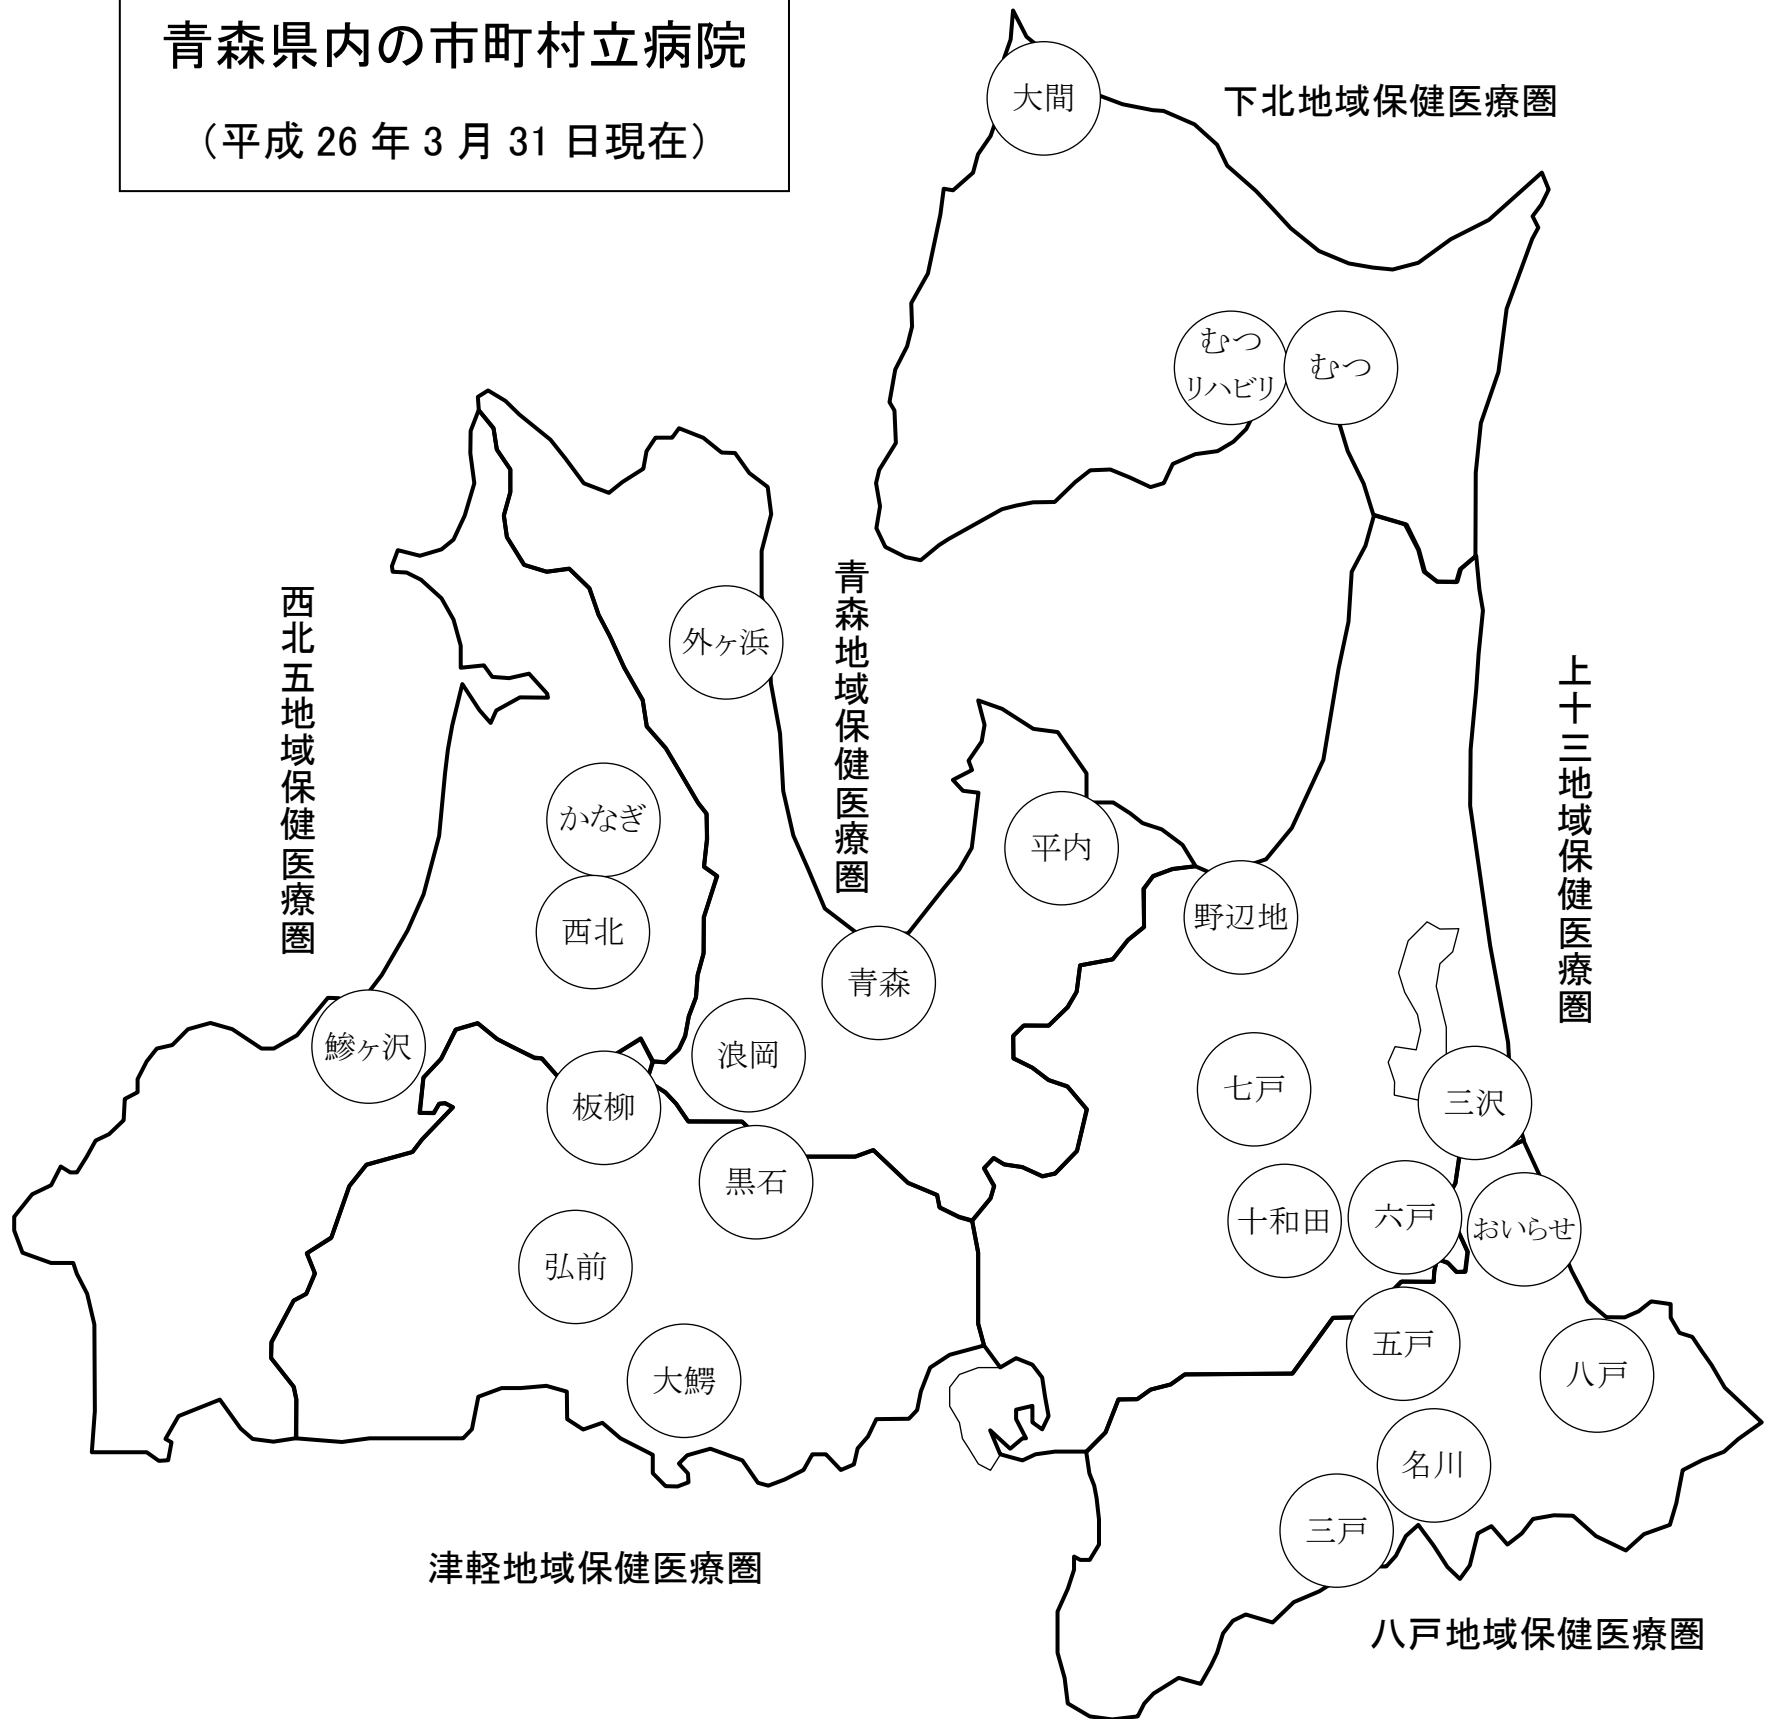 青森県内の市町村立病院
（平成 26 年 3 月 31 日現在）
大間
下北地域保健医療圏
むつ
リハビリ
むつ
西北五地域保健医療圏
外ヶ浜
青森地域保健医療圏
上十三地域保健医療圏
かなぎ
平内
西北
野辺地
青森
鰺ヶ沢
浪岡
板柳
七戸
三沢
黒石
十和田
六戸
おいらせ
弘前
五戸
八戸
大鰐
名川
三戸
津軽地域保健医療圏
八戸地域保健医療圏